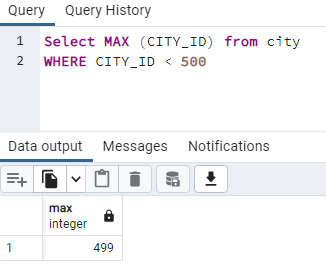 Query Query History
1 Select MAX (CITY_ID) from city
2 WHERE CITY_ID < 500
Data output Messages Notifications
max
integer
1 499